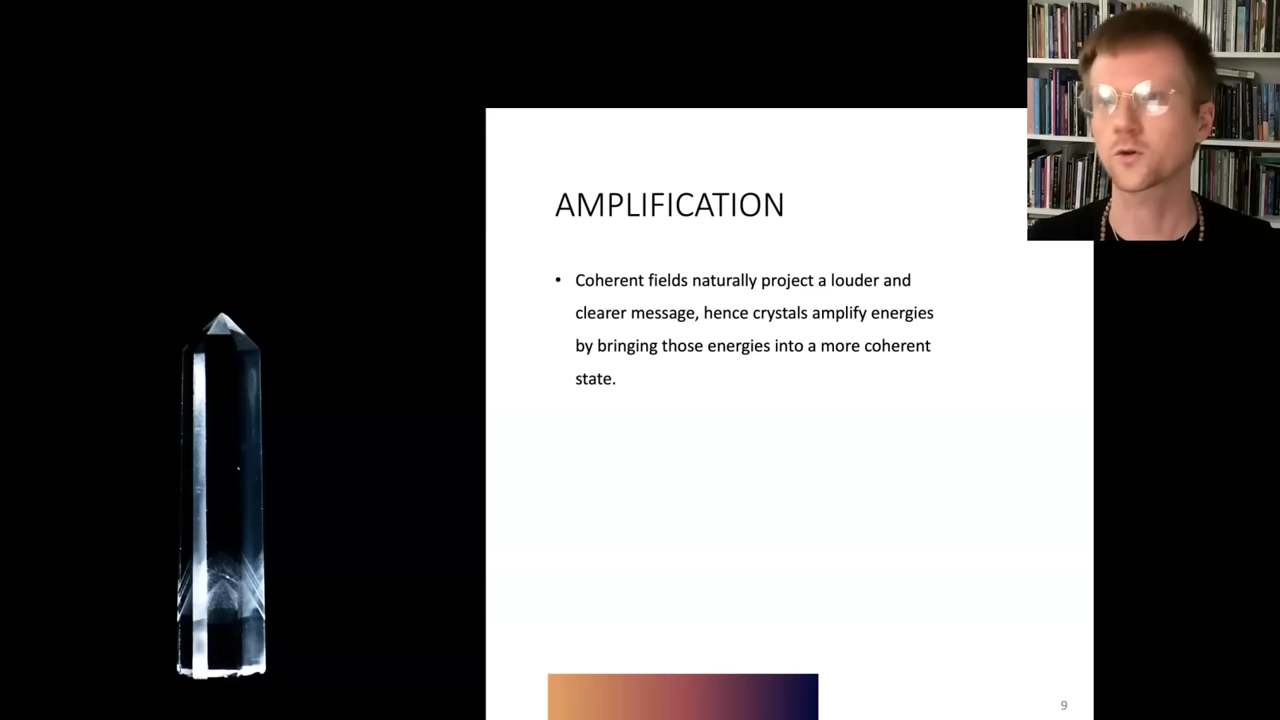 AMPLIFICATION
• Coherent fields naturally project a louder and
clearer message, hence crystals amplify energies
by bringing those energies into a more coherent
state.
9